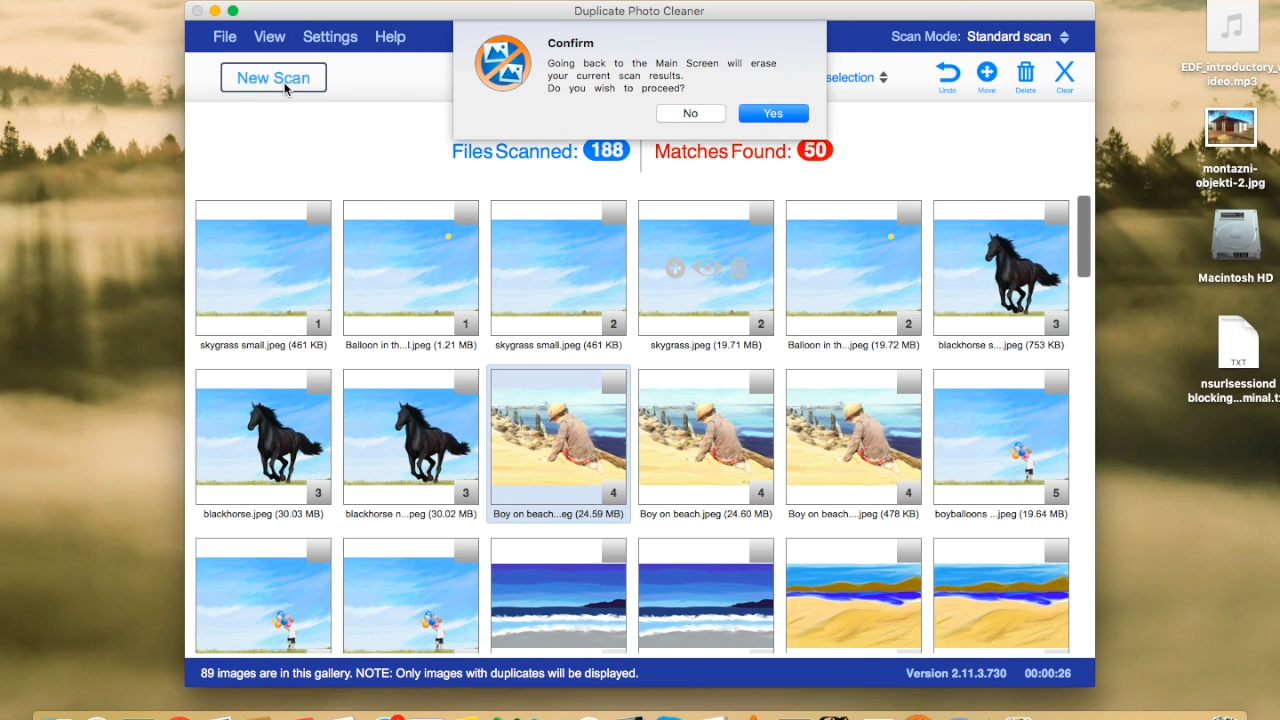 Duplicate Photo Cleaner
File View Settings Help
Scan Mode: Standard scan
New Scan
Confirm
Going back to the Main Screen will erase
your current scan results.
Do you wish to proceed?
No Yes
selection
Undo Move Delete Clear
Files Scanned: 188 Matches Found: 50
1 1 2 2 2 3
skygrass small.jpeg (461 KB) Balloon in th...l.jpeg (1.21 MB) skygrass small.jpeg (461 KB) skygrass.jpeg (19.71 MB) Balloon in th...jpeg (19.72 MB) blackhorse s....jpeg (753 KB)
3 3 4 4 4 5
blackhorse.jpeg (30.03 MB) blackhorse n...jpeg (30.02 MB) Boy on beach...eg (24.59 MB) Boy on beach.jpeg (24.60 MB) Boy on beach....jpeg (478 KB) boyballoons ...jpeg (19.64 MB)
89 images are in this gallery. NOTE: Only images with duplicates will be displayed.
Version 2.11.3.730 00:00:26
EDF_introductory_v
ideo.mp3
montazni-
objekti-2.jpg
Macintosh HD
TXT
nsurlsessiond
blocking...minal.tx